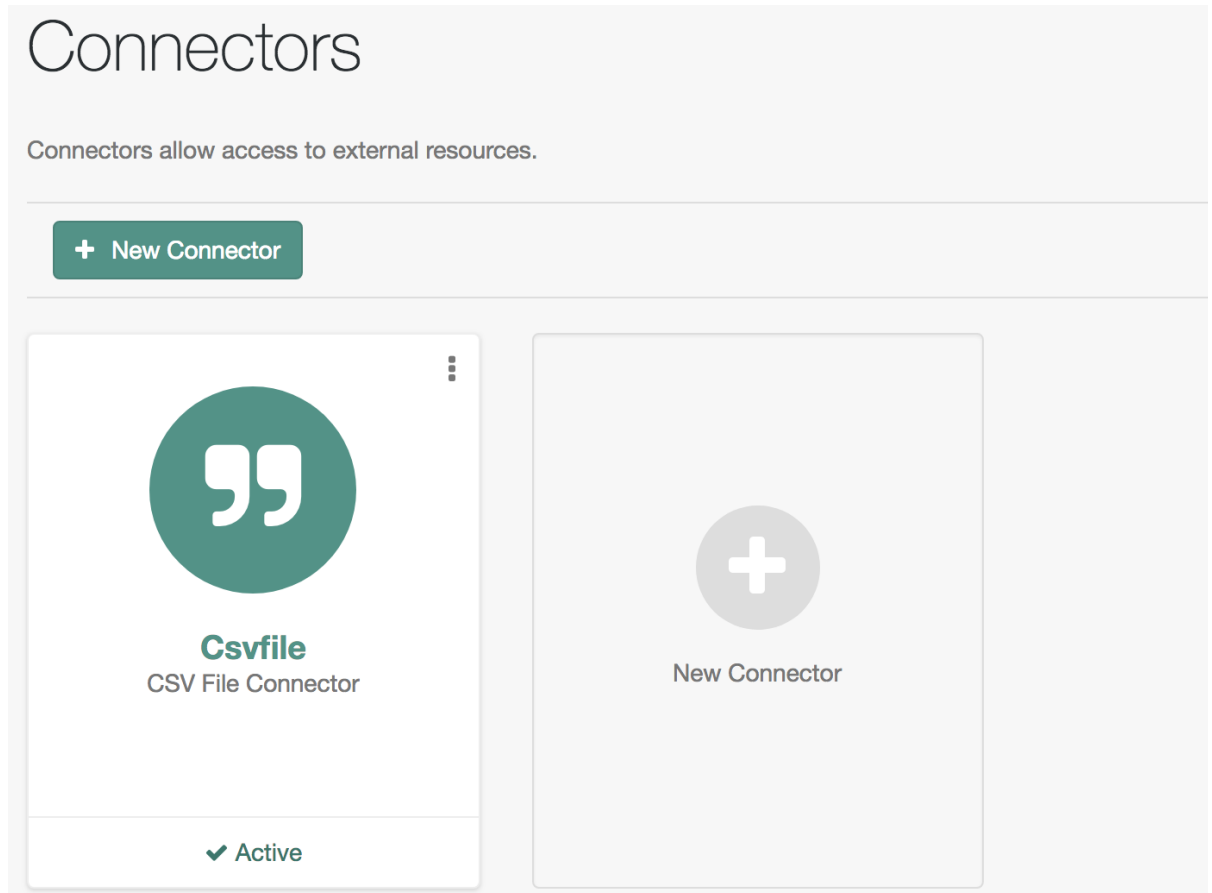 Connectors
Connectors allow access to external resources.
New Connector
Csvfile
CSV File Connector
Active
New Connector